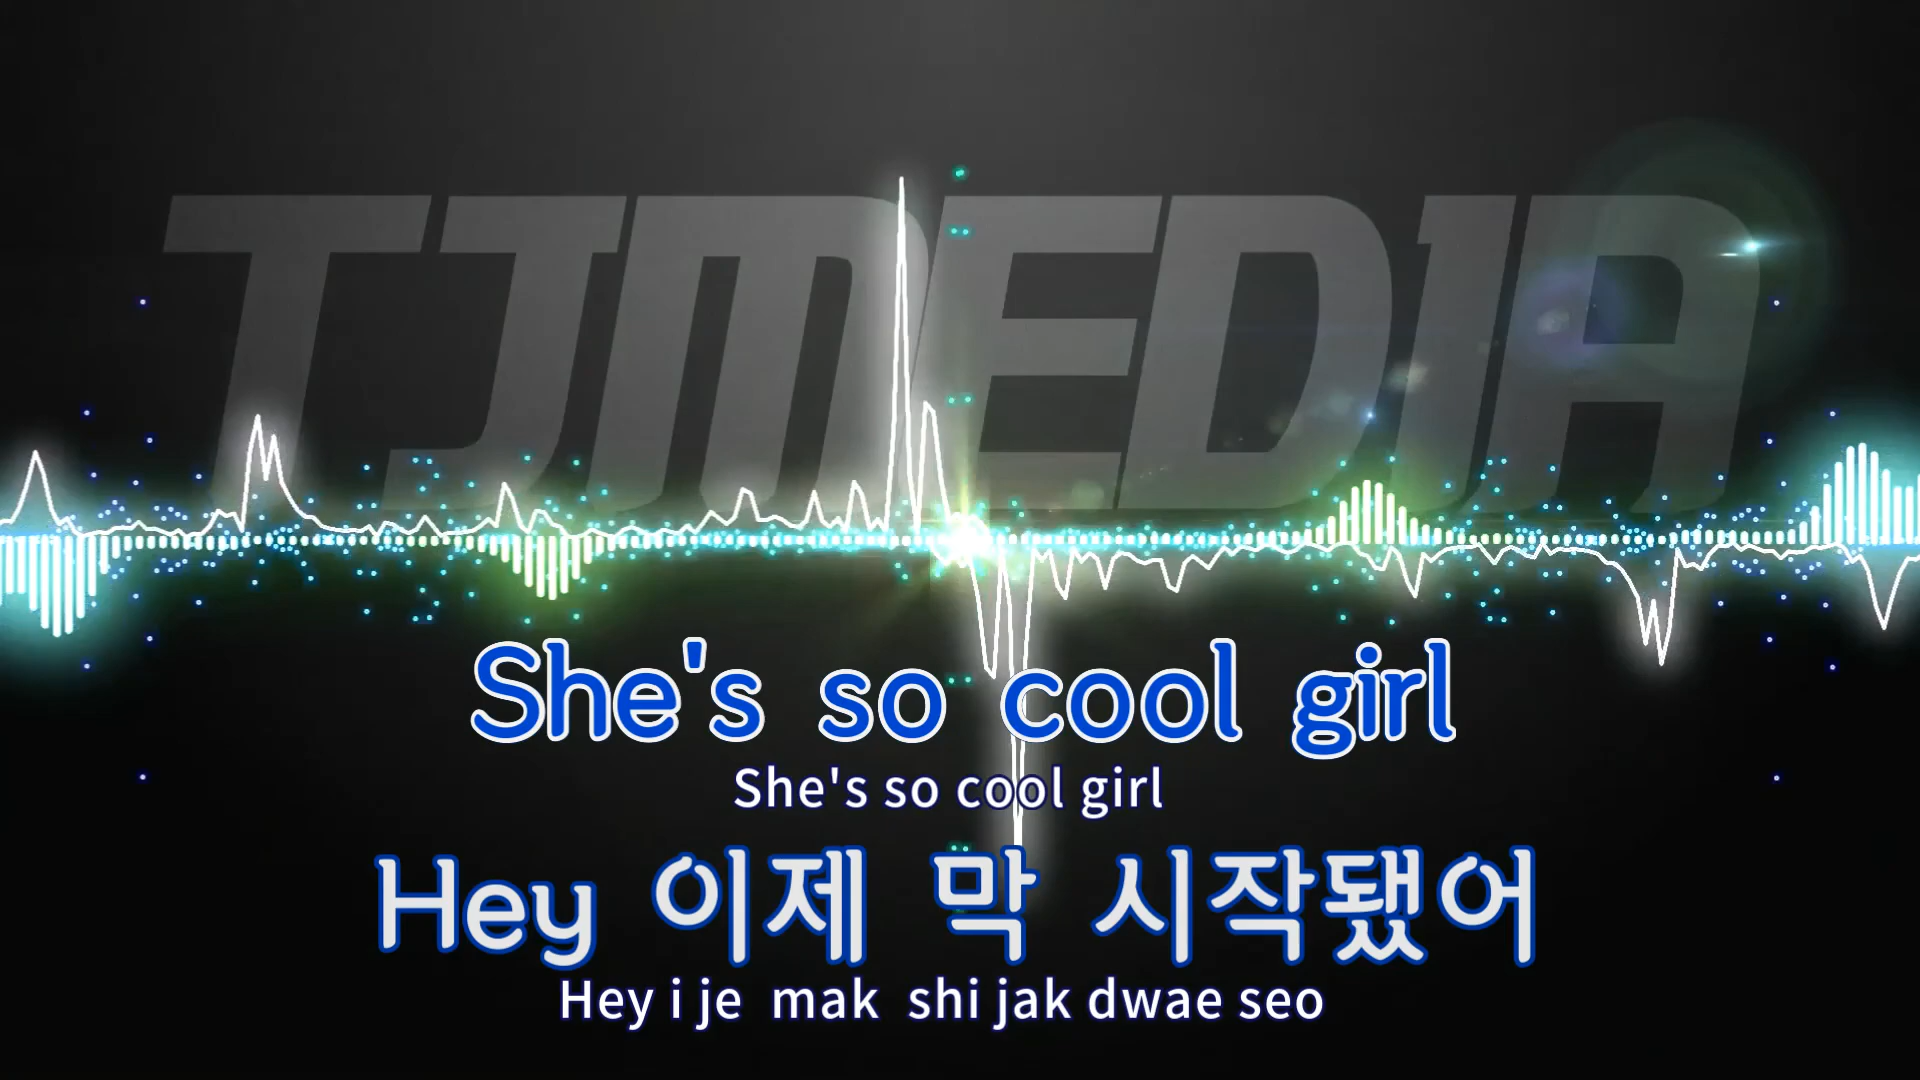 TJMEDIA
She's so cool girl
She's so cool girl
Hey 이제 막 시작됐어
Hey i je mak shi jak dwae seo